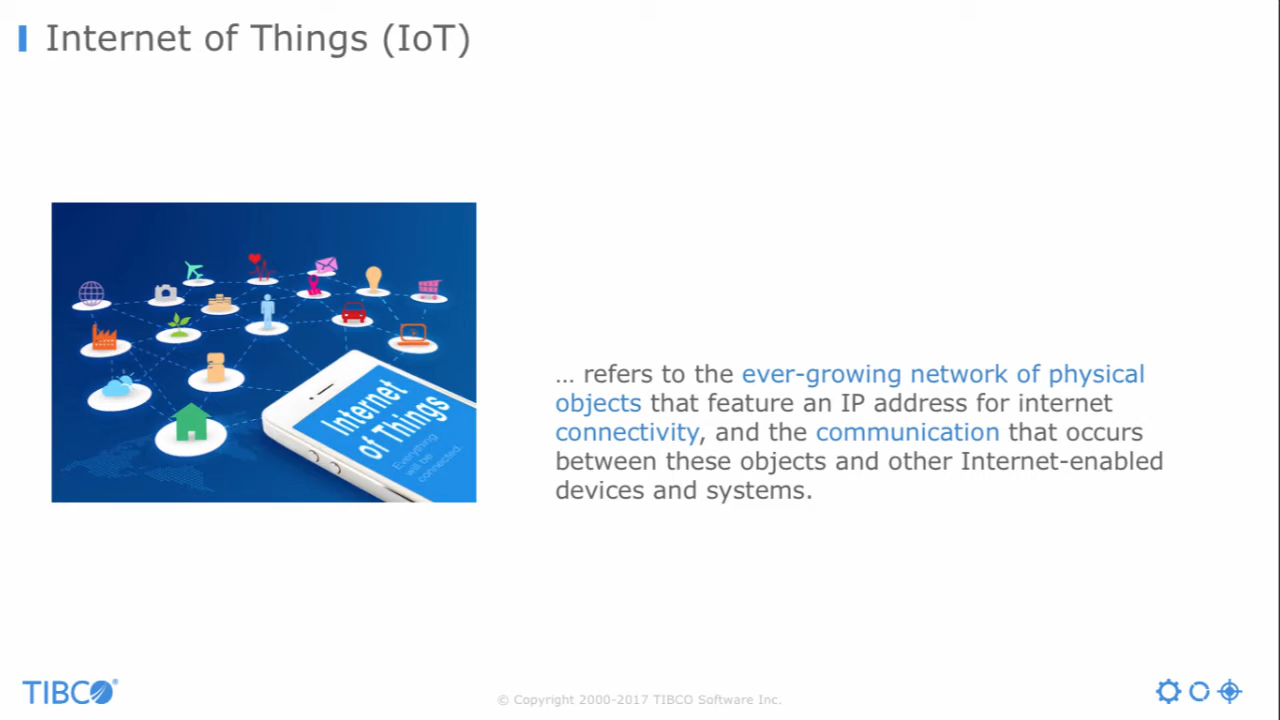 Internet of Things (IoT)
Internet
of Things
Everything
will be
connected.
... refers to the ever-growing network of physical
objects that feature an IP address for internet
connectivity, and the communication that occurs
between these objects and other Internet-enabled
devices and systems.
TIBCO®
© Copyright 2000-2017 TIBCO Software Inc.